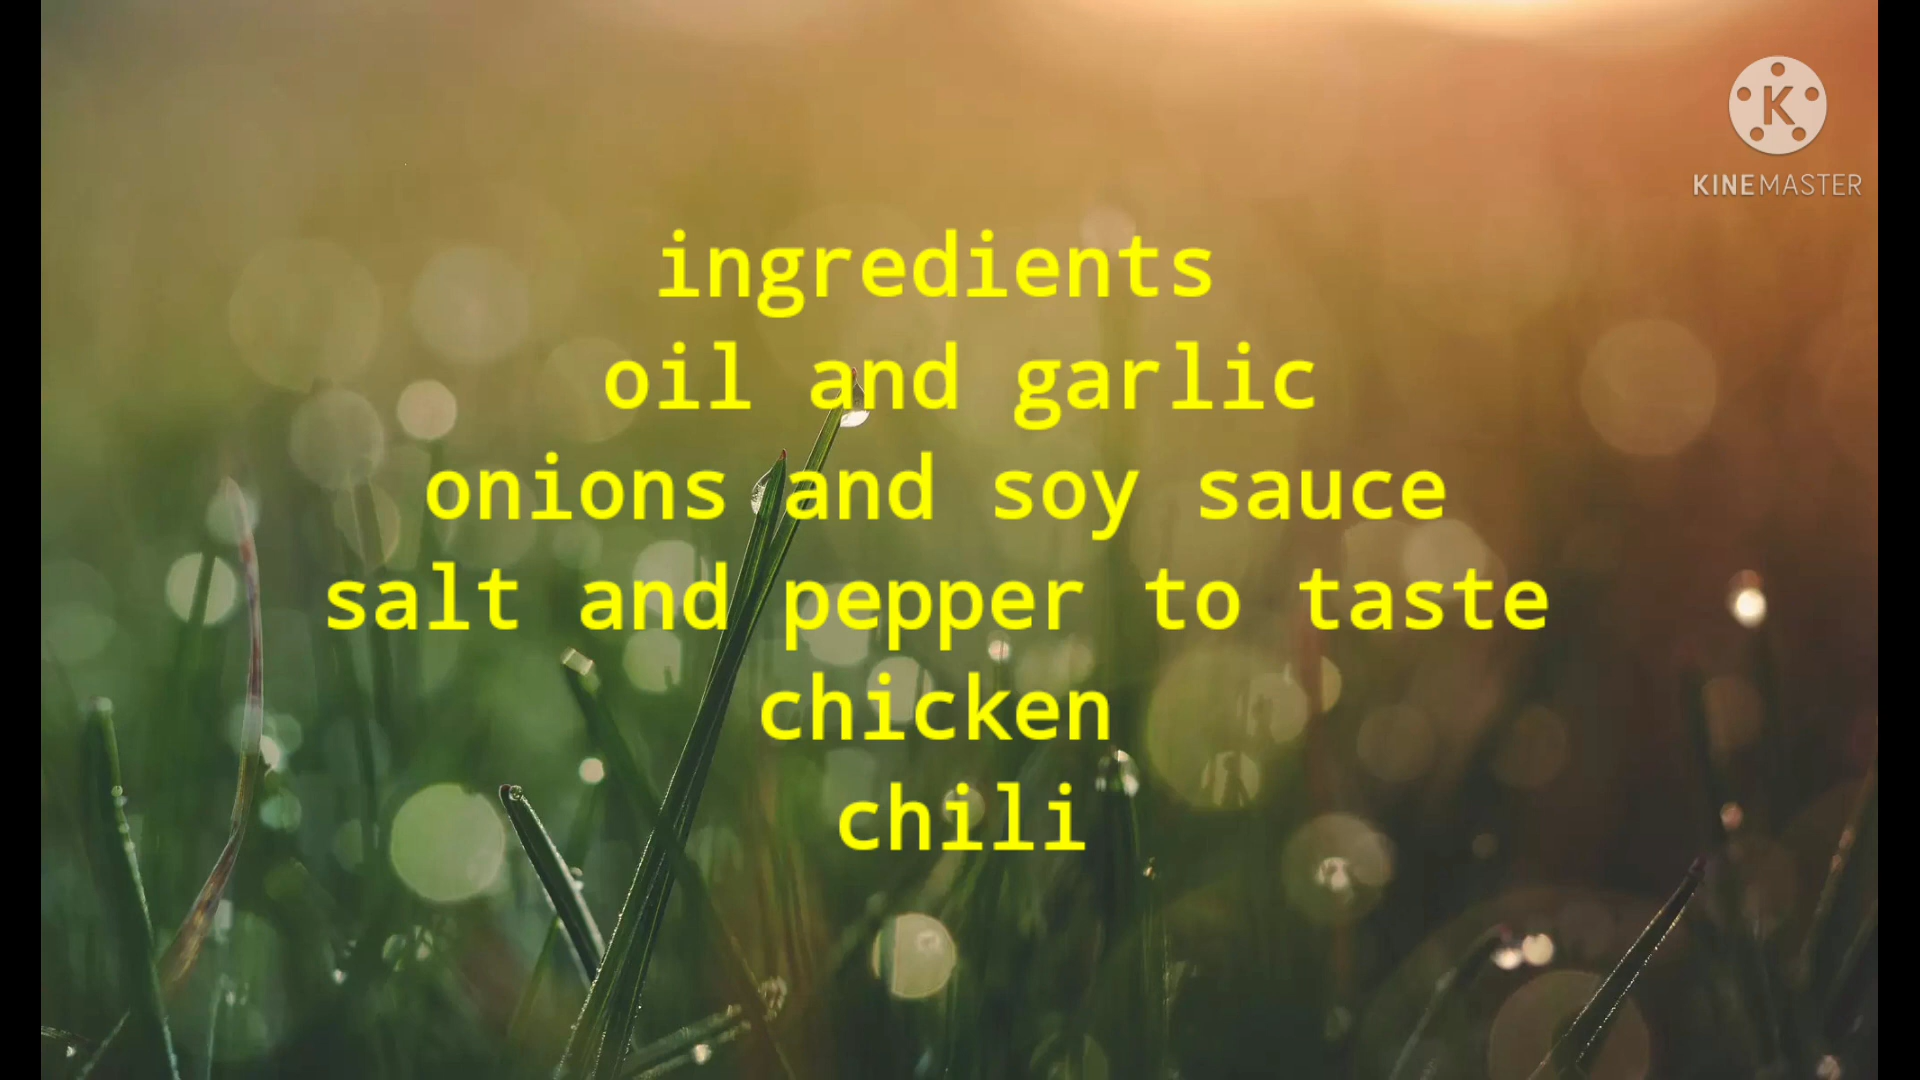 K
KINEMASTER
ingredients
oil and garlic
onions and soy sauce
salt and pepper to taste
chicken
chili